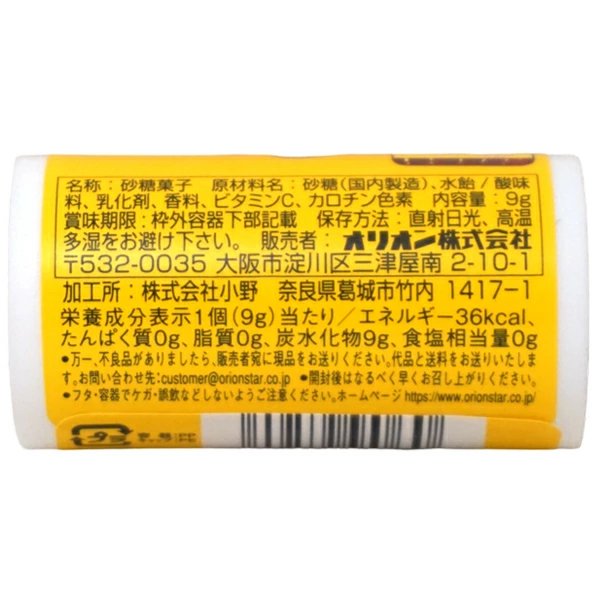 名称：砂糖菓子 原材料名：砂糖(国内製造)、水飴/酸味
料、乳化剤、香料、ビタミンC、カロチン色素 内容量：9g
賞味期限：枠外容器下部記載 保存方法：直射日光、高温
多湿をお避け下さい。 販売者：オリオン株式会社
〒532-0035 大阪市淀川区三津屋南 2-10-1
加工所：株式会社小野 奈良県葛城市竹内 1417-1
栄養成分表示1個(9g)当たり/エネルギー36kcal、
たんぱく質0g、脂質0g、炭水化物9g、食塩相当量0g
●万一、不良品がありましたら、販売者宛に現品をお送りください。代品と送料をお送りいたしま
す。お問い合わせ先：customer@orionstar.co.jp ●開封後はなるべく早くお召し上がりください。
●フタ・容器でケガ・誤飲などしないようご注意ください。ホームページ https://www.orionstar.co.jp
プラ 容器：PP
キャップ：PE